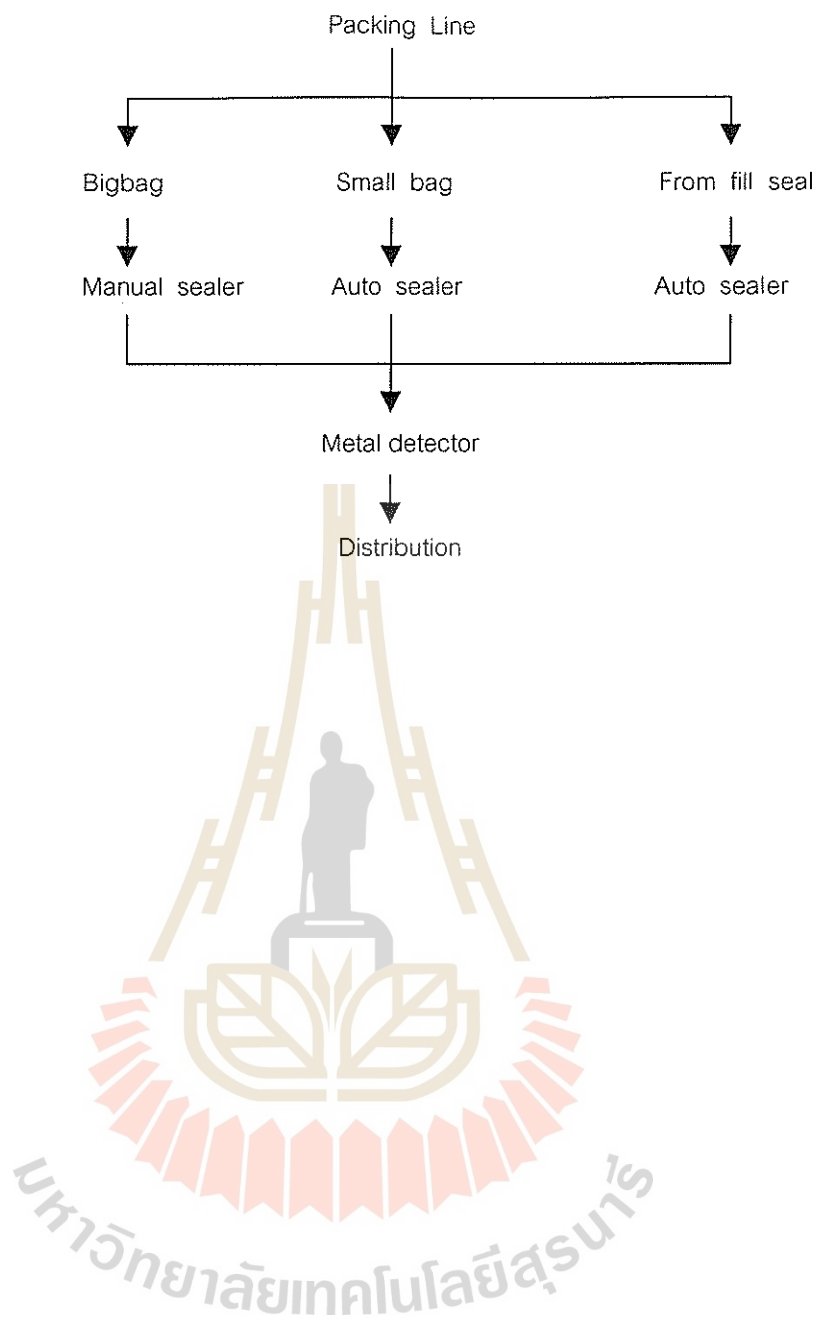 Packing Line
Bigbag Small bag From fill seal
Manual sealer Auto sealer Auto sealer
Metal detector
Distribution
มหาวิทยาลัยเทคโนโลยีสุรนารี